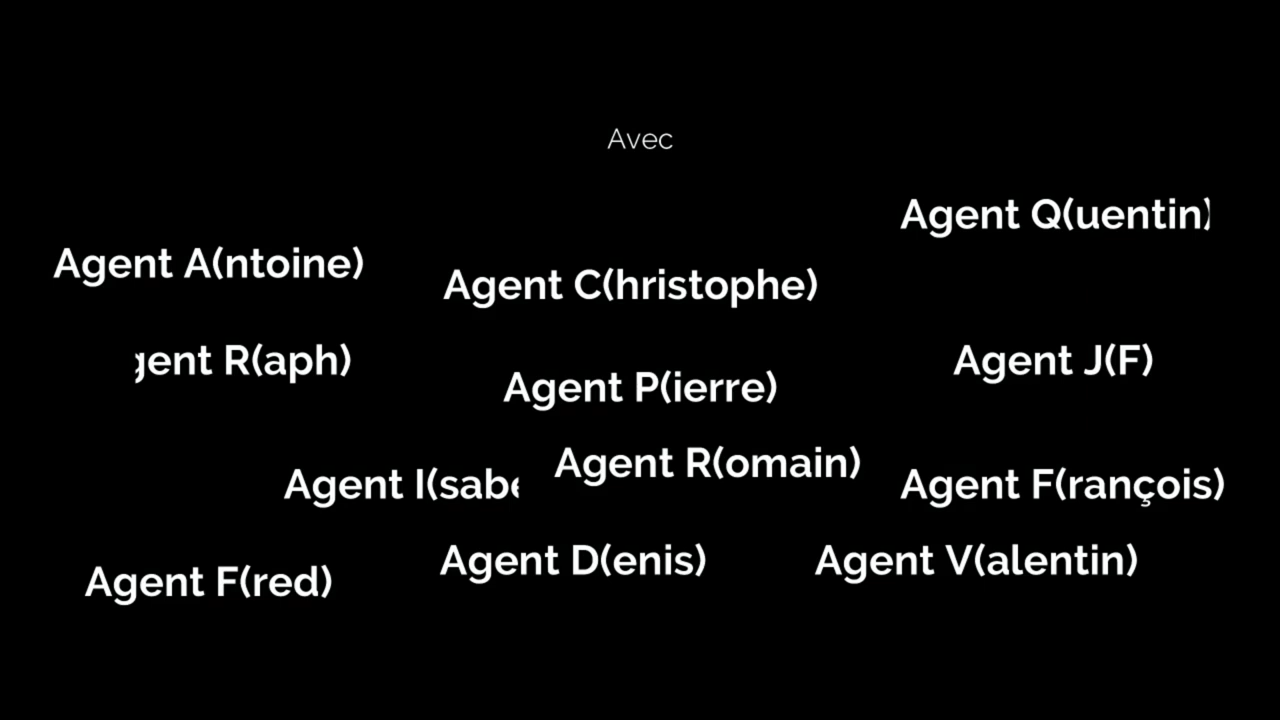 Avec
Agent Q(uentin)
Agent A(ntoine)
Agent C(hristophe)
gent R(aph)
Agent J(F)
Agent P(ierre)
Agent R(omain)
Agent I(sabe
Agent F(rançois)
Agent D(enis)
Agent V(alentin)
Agent F(red)